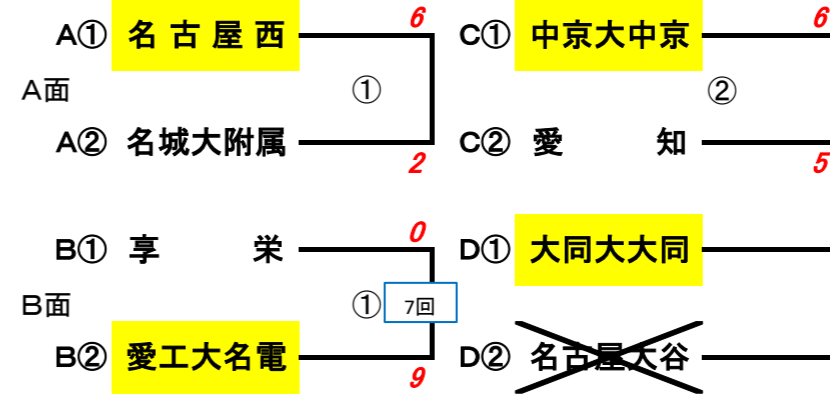 A① 名古屋西 6
A面 ①
A② 名城大附属 2
B① 享 栄 0
B面 ① 7回
B② 愛工大名電 9
C① 中京大中京 6
②
C② 愛 知 5
D① 大同大大同
D② 名古屋大谷